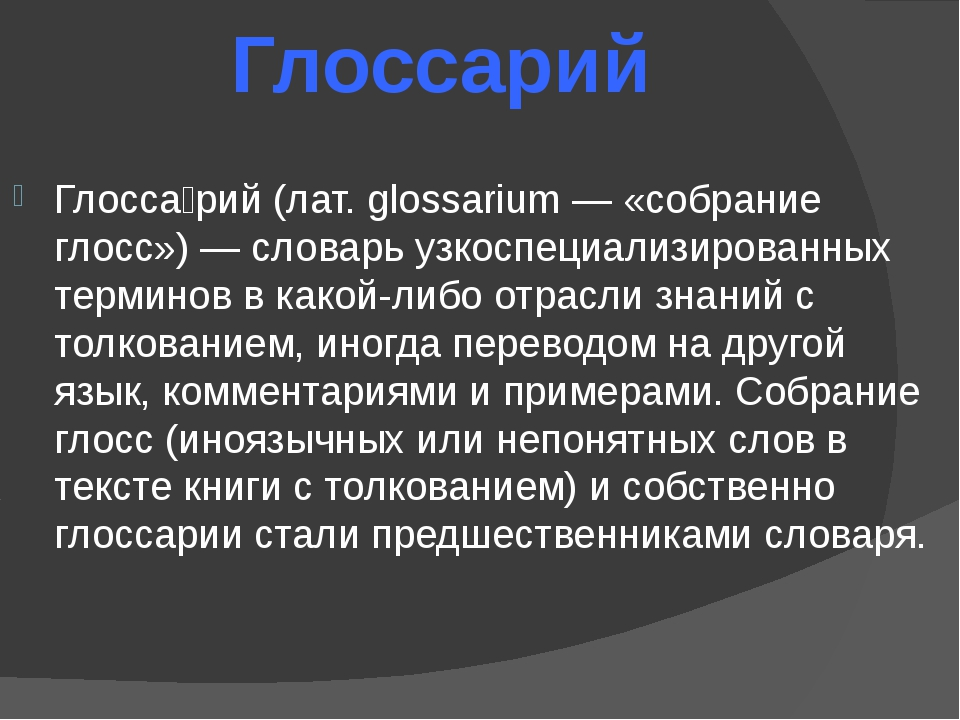 Глоссарий
Глосса́рий (лат. glossarium — «собрание
глосс») — словарь узкоспециализированных
терминов в какой-либо отрасли знаний с
толкованием, иногда переводом на другой
язык, комментариями и примерами. Собрание
глосс (иноязычных или непонятных слов в
тексте книги с толкованием) и собственно
глоссарии стали предшественниками словаря.